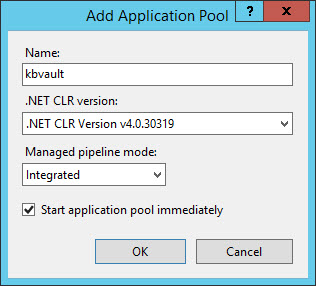 Add Application Pool
?
Name:
kbvault
.NET CLR version:
.NET CLR Version v4.0.30319
Managed pipeline mode:
Integrated
Start application pool immediately
OK
Cancel